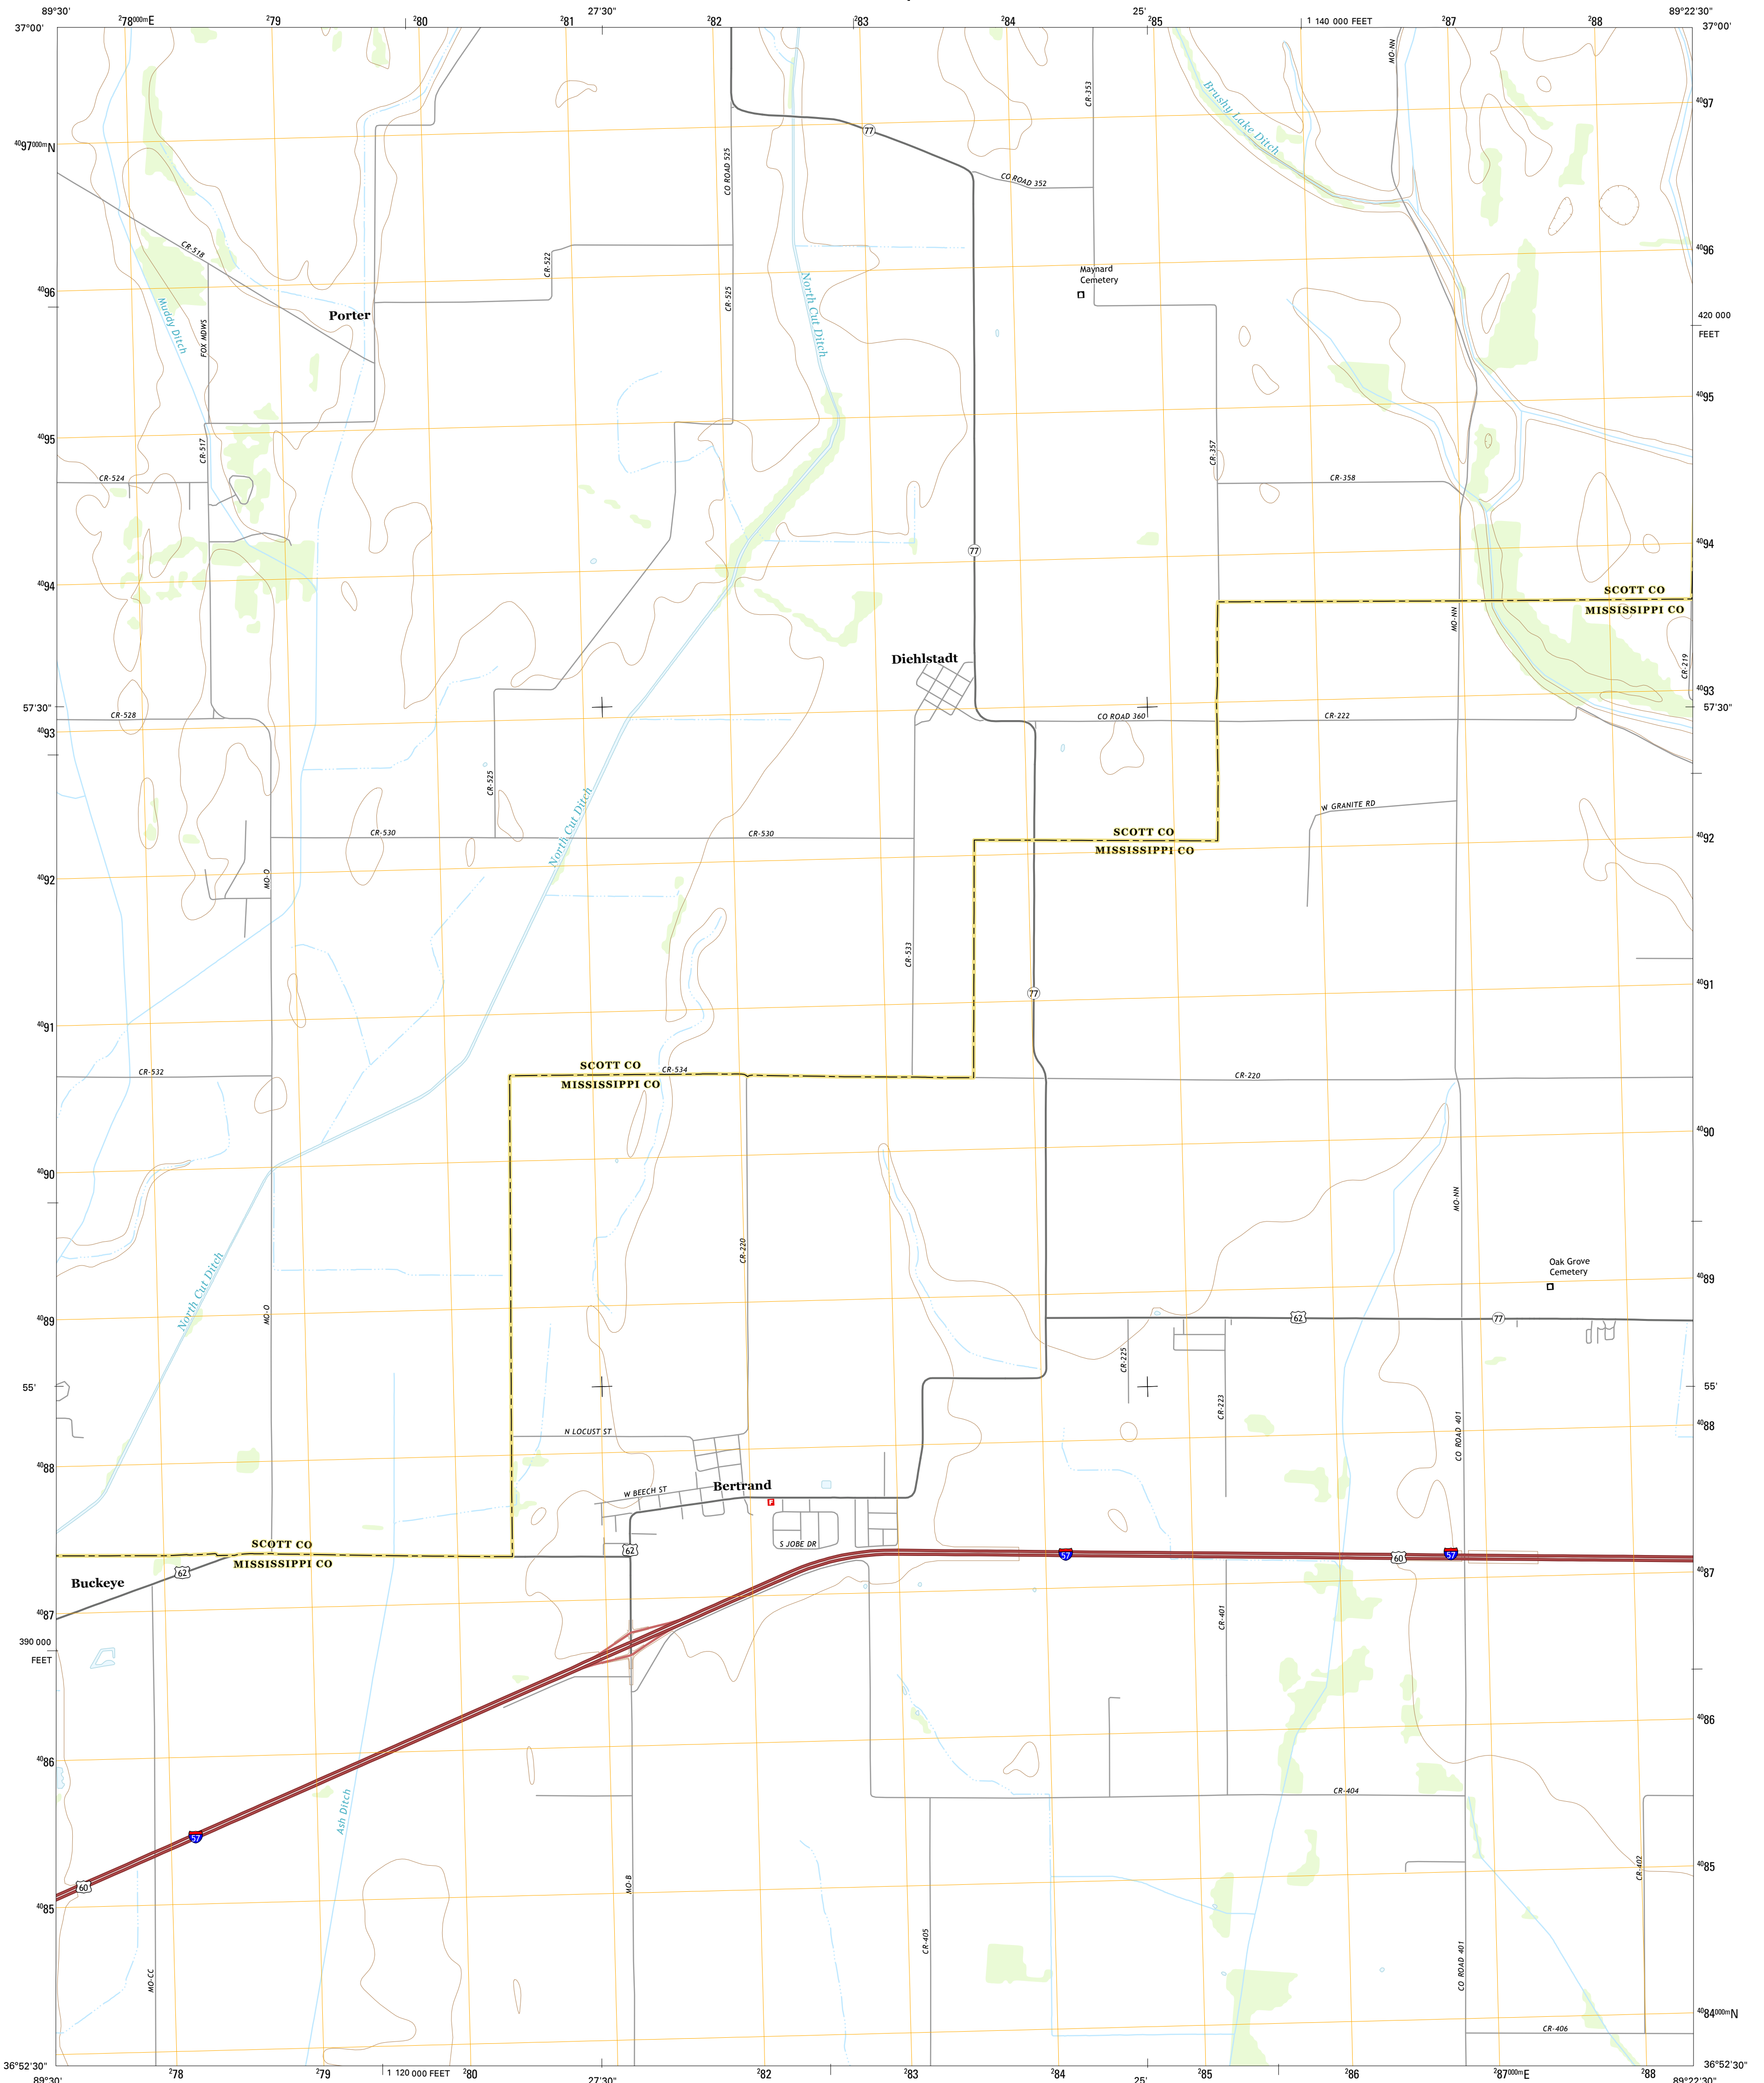 89°30' ²78⁰⁰⁰ᵐE ²79 ²80 ²81 27'30" ²82 ²83 ²84 25' ²85 1 140 000 FEET ²87 ²88 89°22'30"
37°00' 37°00'
MO-NN
CR-353
Brushy Lake Ditch
⁴⁰97
77
⁴⁰97⁰⁰⁰ᵐN
CO ROAD 525
CO ROAD 352
CR-518
CR-522
⁴⁰96
Maynard
Cemetery
⁴⁰96
CR-525
North Cut Ditch
Muddy Ditch
FOX MDWS
Porter
420 000
FEET
⁴⁰95
⁴⁰95
CR-517
CR-357
CR-524
CR-358
77
⁴⁰94
⁴⁰94
SCOTT CO
MISSISSIPPI CO
MO-NN
Diehlstadt
CR-219
⁴⁰93
57'30"
57'30"
CR-528
CO ROAD 360
CR-222
⁴⁰93
CR-525
W GRANITE RD
North Cut Ditch
CR-530
CR-530
SCOTT CO
MISSISSIPPI CO
⁴⁰92
⁴⁰92
MO-O
CR-533
⁴⁰91
77
⁴⁰91
SCOTT CO
CR-534
MISSISSIPPI CO
CR-532
CR-220
⁴⁰90
⁴⁰90
MO-NN
CR-220
North Cut Ditch
Oak Grove
Cemetery
⁴⁰89
⁴⁰89
MO-O
62
77
CR-225
55'
55'
CR-223
CO ROAD 401
⁴⁰88
N LOCUST ST
⁴⁰88
Bertrand
W BEECH ST
F
S JOBE DR
SCOTT CO
MISSISSIPPI CO
62
57
60
57
62
Buckeye
⁴⁰87
⁴⁰87
CR-401
390 000
FEET
⁴⁰86
⁴⁰86
CR-404
Ash Ditch
57
60
⁴⁰85
⁴⁰85
CR-402
MO-B
CR-405
CO ROAD 401
MO-CC
⁴⁰84⁰⁰⁰ᵐN
CR-406
36°52'30" 36°52'30"
89°30' ²78 ²79 1 120 000 FEET ²80 27'30" ²82 ²83 ²84 25' ²85 ²86 ²87⁰⁰⁰ᵐE ²88 89°22'30"